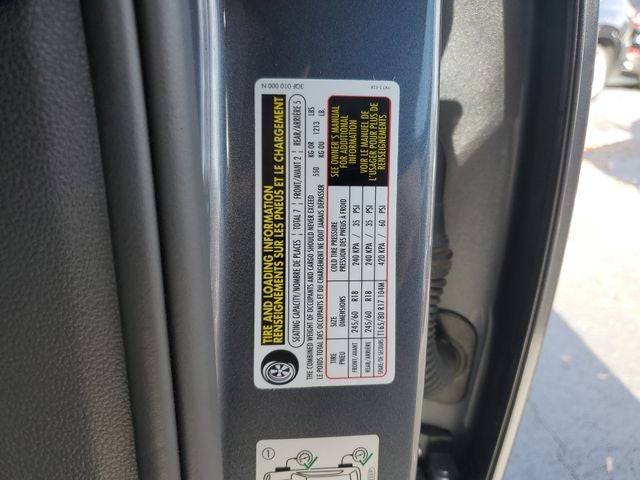 3QF 010 000 N
TIRE AND LOADING INFORMATION
RENSEIGNEMENTS SUR LES PNEUS ET LE CHARGEMENT
SEATING CAPACITY/NOMBRE DE PLACES TOTAL 7 FRONT/AVANT 2 REAR/ARRIÈRE 5
THE COMBINED WEIGHT OF OCCUPANTS AND CARGO SHOULD NEVER EXCEED 550 KG OR 1213 LBS
LE POIDS TOTAL DES OCCUPANTS ET DU CHARGEMENT NE DOIT JAMAIS DÉPASSER KG OU LB.
TIRE SIZE COLD TIRE PRESSURE
PNEU DIMENSIONS PRESSION DES PNEUS À FROID
FRONT/AVANT 245/60 R18 240 KPA / 35 PSI
REAR/ARRIÈRE 245/60 R18 240 KPA / 35 PSI
SPARE/DE SECOURS T165/80 R17 104M 420 KPA / 60 PSI
SEE OWNER'S MANUAL
FOR ADDITIONAL
INFORMATION
VOIR LE MANUEL DE
L'USAGER POUR PLUS DE
RENSEIGNEMENTS
1